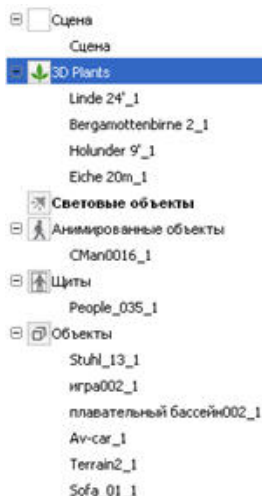 Сцена
Сцена
3D Plants
Linde 24'_1
Bergamottenbirne 2_1
Holunder 9'_1
Eiche 20m_1
Световые объекты
Анимированные объекты
CMan0016_1
Щиты
People_035_1
Объекты
Stuhl_13_1
игра002_1
плавательный бассейн002_1
Av-car_1
Terrain2_1
Sofa_01_1